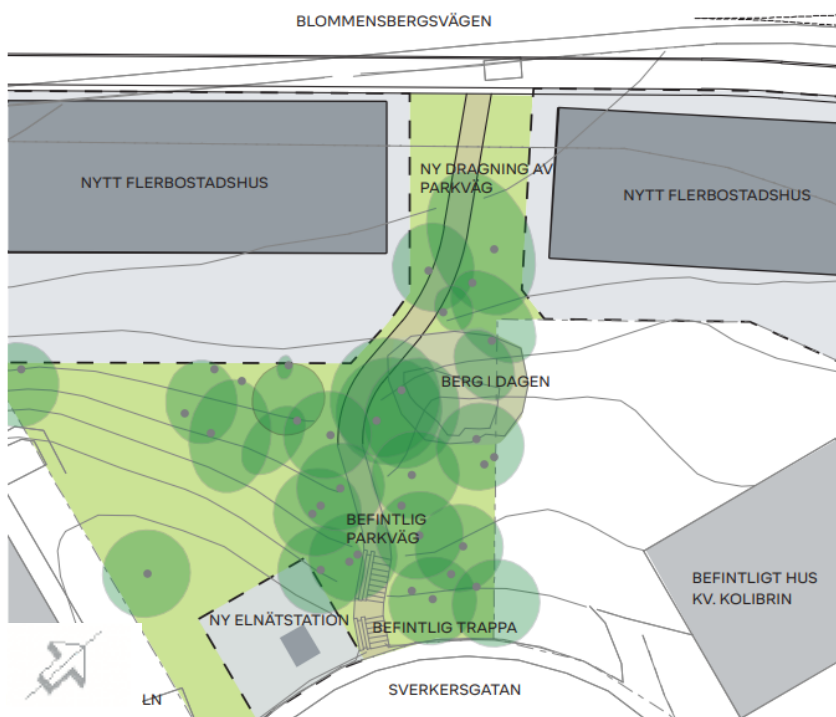 BLOMMENSBERGSVÄGEN
NYTT FLERBOSTADSHUS
NY DRAGNING AV
PARKVÄG
NYTT FLERBOSTADSHUS
BERG I DAGEN
BEFINTLIG
PARKVÄG
BEFINTLIGT HUS
KV. KOLIBRIN
NY ELNÄTSTATION
BEFINTLIG TRAPPA
SVERKERSGATAN
LN